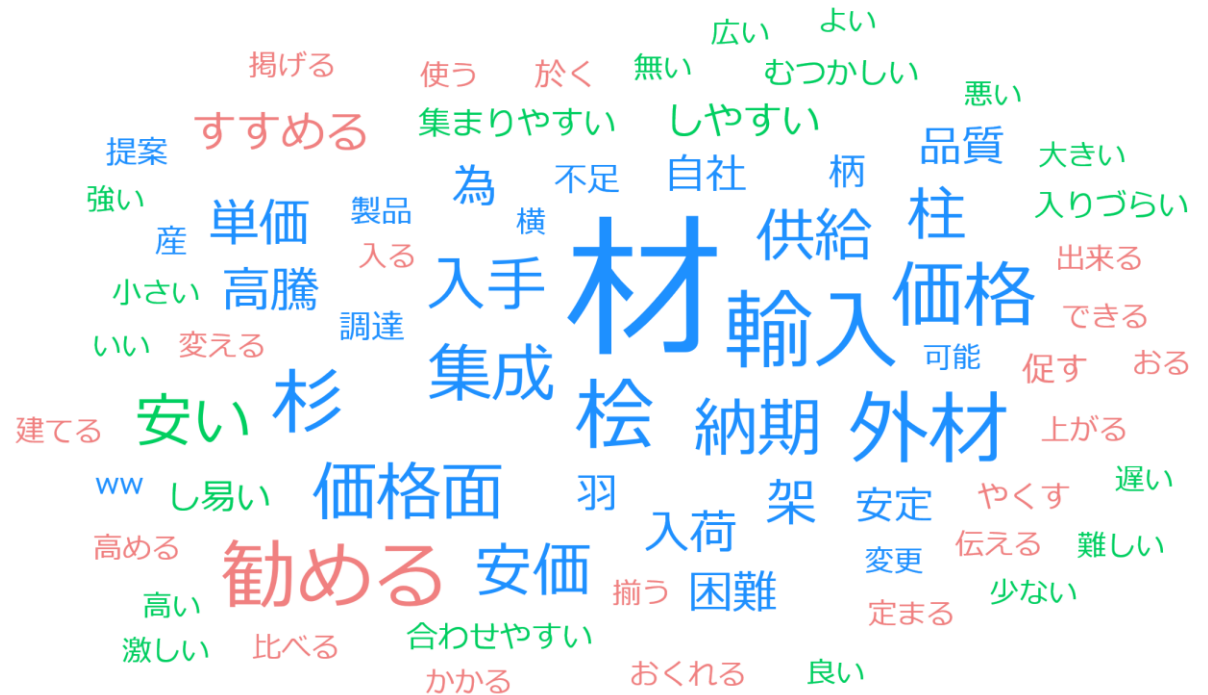 広い
よい
掲げる
使う
於く
無い
むつかしい
悪い
すすめる
集まりやすい
しやすい
品質
大きい
提案
為
不足
自社
柄
強い
単価
製品
横
供給
柱
入りづらい
産
入る
材
出来る
小さい
高騰
入手
輸入
価格
できる
いい
変える
調達
集成
可能
促す
おる
建てる
安い
杉
桧
納期
外材
上がる
ww
し易い
価格面
羽
架
安定
やくす
遅い
高める
勧める
安価
入荷
変更
伝える
難しい
高い
揃う
困難
定まる
少ない
激しい
比べる
合わせやすい
かかる
おくれる
良い